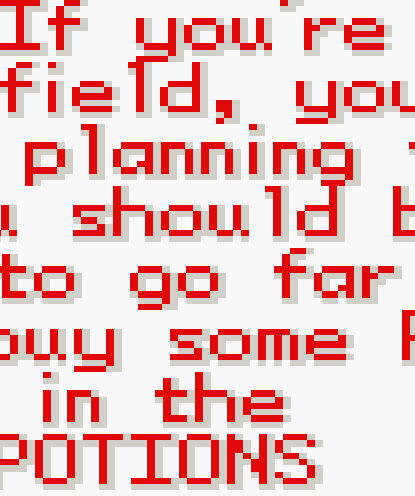 If you're
field, you
planning
u should b
to go far
buy some
in the
POTIONS